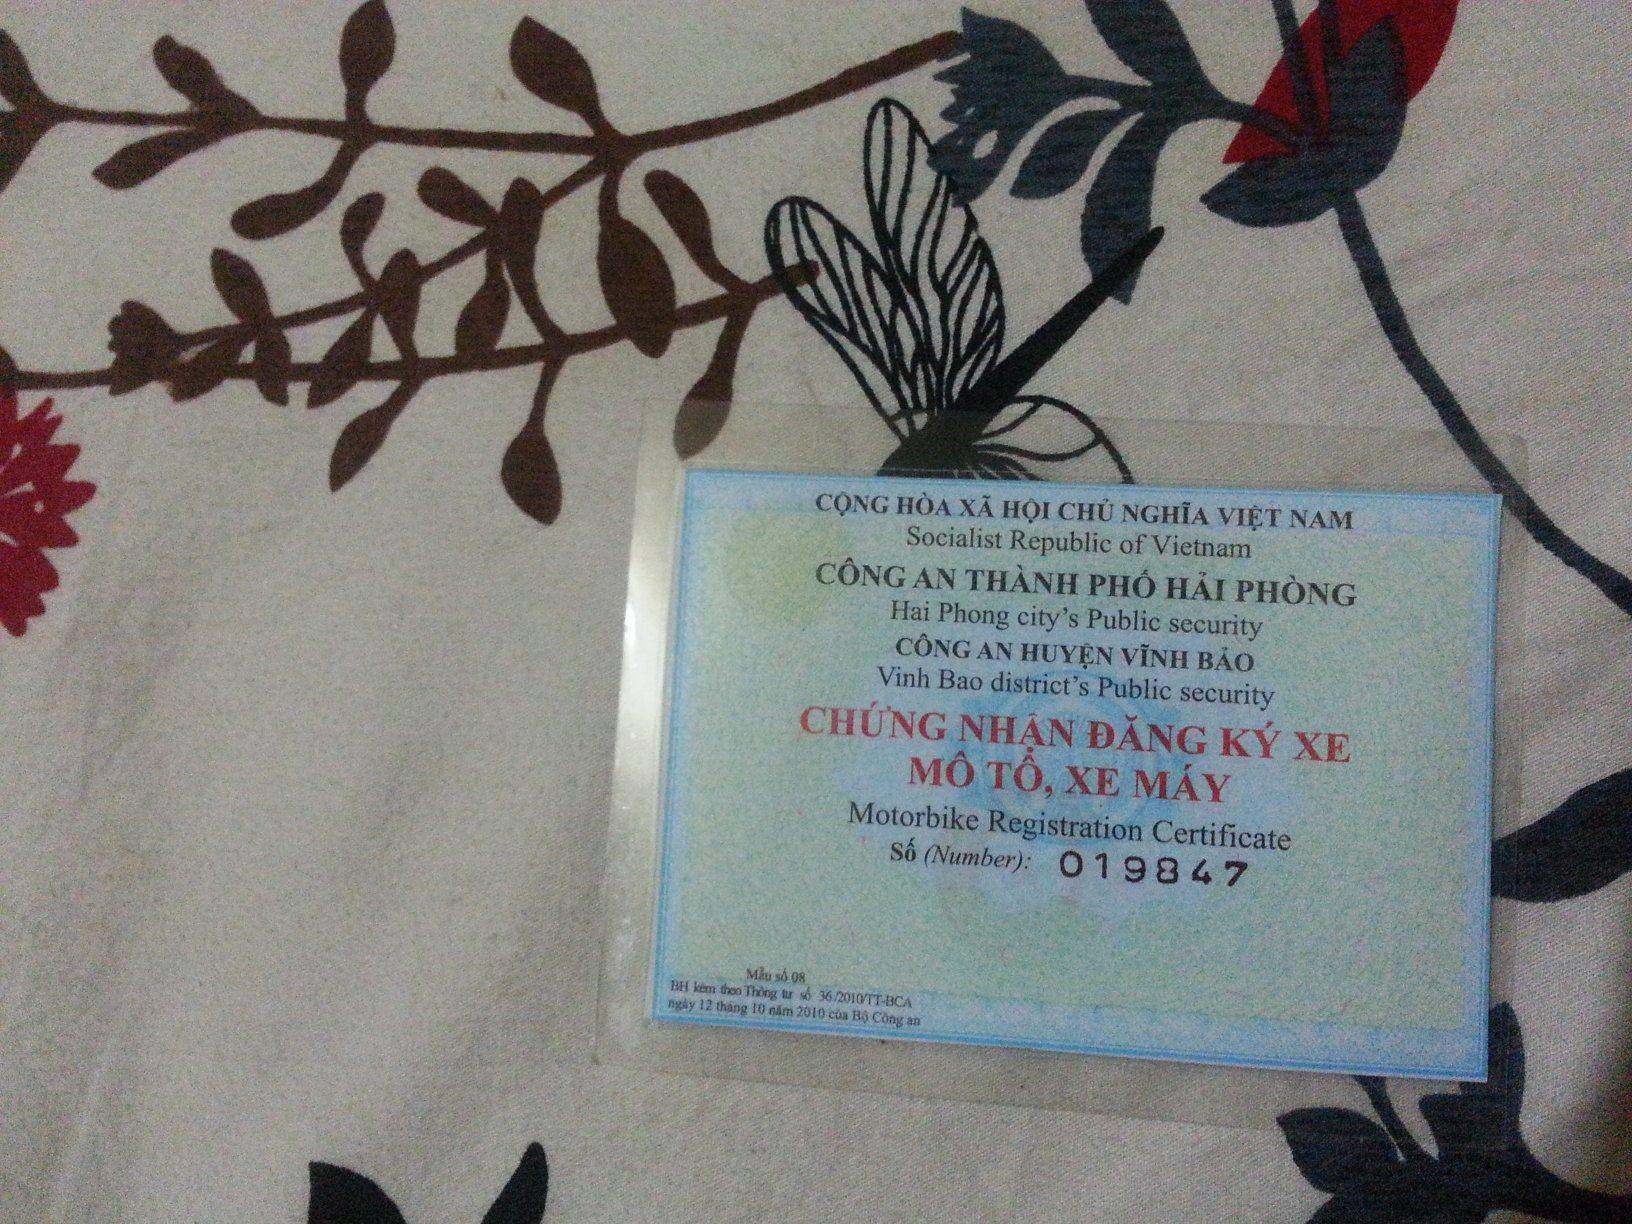 CỘNG HÒA XÃ HỘI CHỦ NGHĨA VIỆT NAM
Socialist Republic of Vietnam
CÔNG AN THÀNH PHỐ HẢI PHÒNG
Hai Phong city's Public security
CÔNG AN HUYỆN VĨNH BẢO
Vinh Bao district's Public security
CHỨNG NHẬN ĐĂNG KÝ XE
MÔ TÔ, XE MÁY
Motorbike Registration Certificate
Số (Number): 019847
Mẫu số 08
BH kèm theo Thông tư số 36/2010/TT-BCA
ngày 12 tháng 10 năm 2010 của Bộ Công an